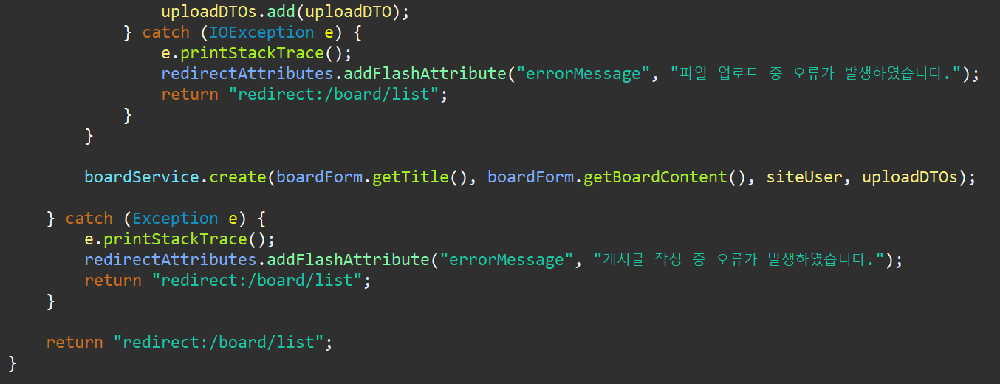 uploadDTOs.add(uploadDTO);
} catch (IOException e) {
e.printStackTrace();
redirectAttributes.addFlashAttribute("errorMessage", "파일 업로드 중 오류가 발생하였습니다.");
return "redirect:/board/list";
}
}
boardService.create(boardForm.getTitle(), boardForm.getBoardContent(), siteUser, uploadDTOs);
} catch (Exception e) {
e.printStackTrace();
redirectAttributes.addFlashAttribute("errorMessage", "게시글 작성 중 오류가 발생하였습니다.");
return "redirect:/board/list";
}
return "redirect:/board/list";
}